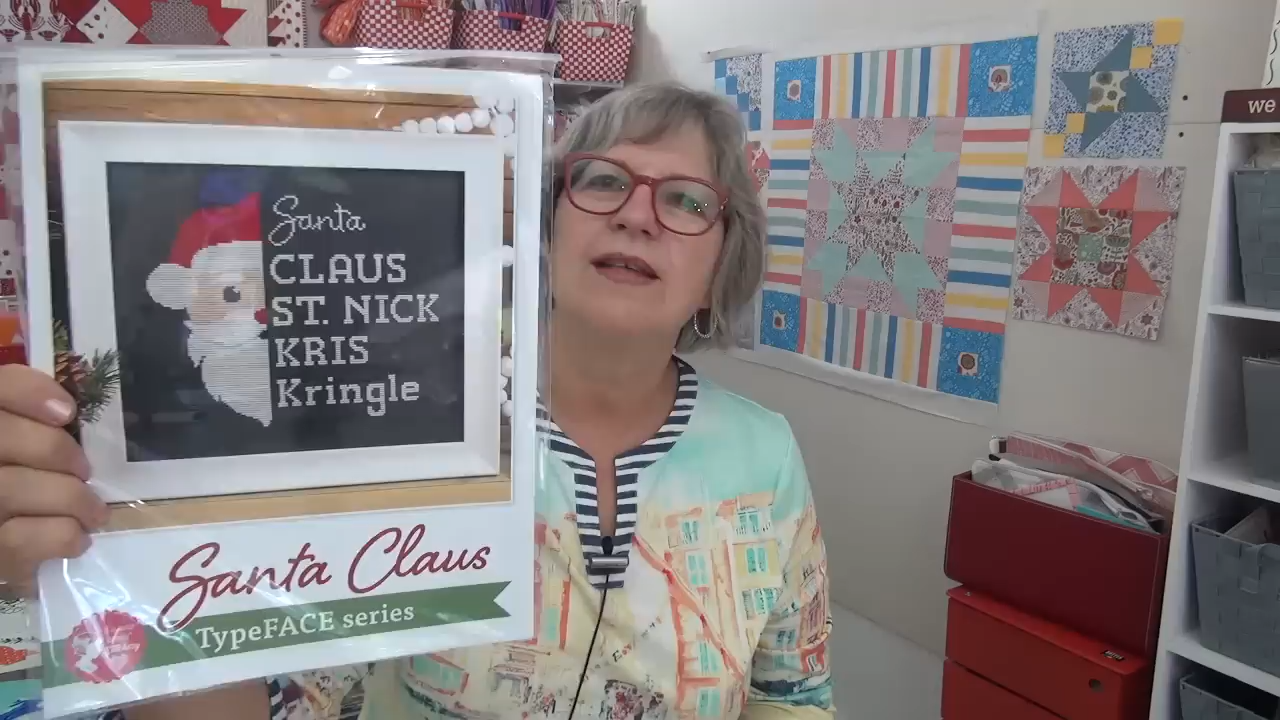 Santa
CLAUS
ST. NICK
KRIS
Kringle
Santa Claus
TypeFACE series
we